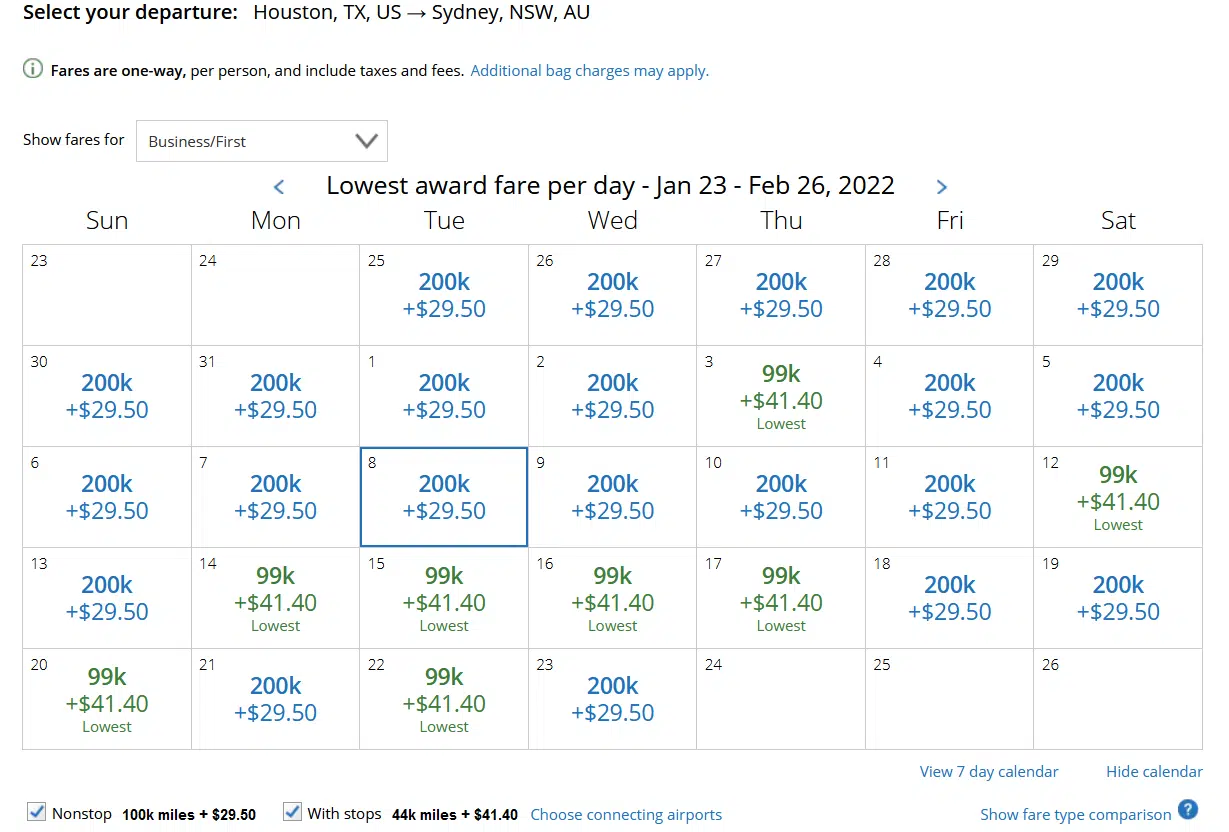 Select your departure: Houston, TX, US → Sydney, NSW, AU
Fares are one-way, per person, and include taxes and fees. Additional bag charges may apply.
Show fares for Business/First
< Lowest award fare per day - Jan 23 - Feb 26, 2022 >
Sun Mon Tue Wed Thu Fri Sat
23 24 25 26 27 28 29
200k 200k 200k 200k 200k
+$29.50 +$29.50 +$29.50 +$29.50 +$29.50
30 31 1 2 3 4 5
200k 200k 200k 200k 99k 200k 200k
+$29.50 +$29.50 +$29.50 +$29.50 +$41.40 +$29.50 +$29.50
Lowest
6 7 8 9 10 11 12
200k 200k 200k 200k 200k 200k 99k
+$29.50 +$29.50 +$29.50 +$29.50 +$29.50 +$29.50 +$41.40
Lowest
13 14 15 16 17 18 19
200k 99k 99k 99k 99k 200k 200k
+$29.50 +$41.40 +$41.40 +$41.40 +$41.40 +$29.50 +$29.50
Lowest Lowest Lowest Lowest
20 21 22 23 24 25 26
99k 200k 99k 200k
+$41.40 +$29.50 +$41.40 +$29.50
Lowest Lowest
View 7 day calendar Hide calendar
Nonstop 100k miles + $29.50 With stops 44k miles + $41.40 Choose connecting airports Show fare type comparison ?